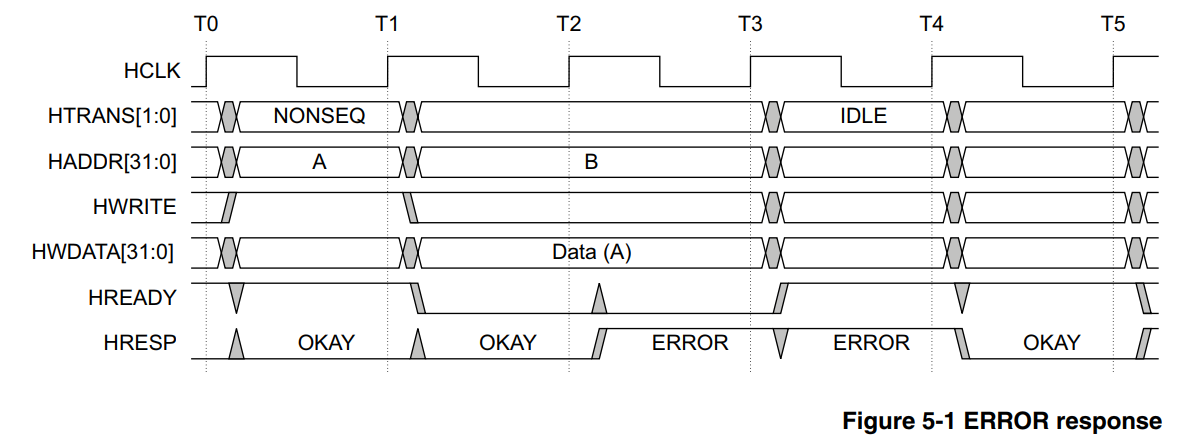 T0 T1 T2 T3 T4 T5
HCLK
HTRANS[1:0] NONSEQ IDLE
HADDR[31:0] A B
HWRITE
HWDATA[31:0] Data (A)
HREADY
HRESP OKAY OKAY ERROR ERROR OKAY
Figure 5-1 ERROR response